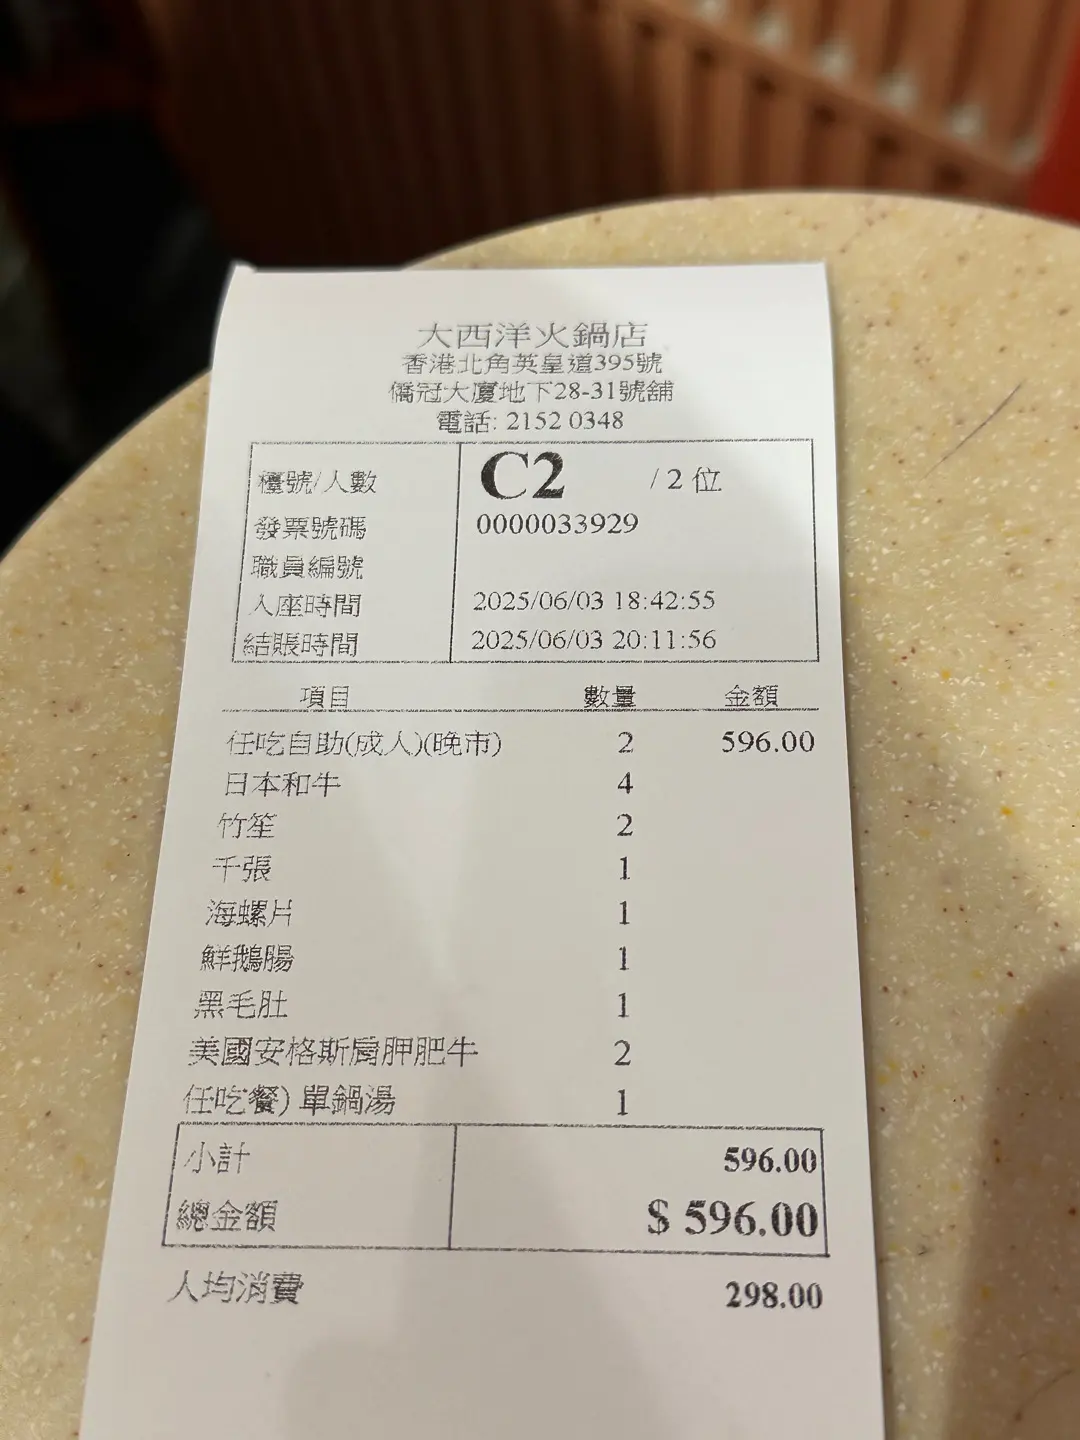 大西洋火鍋店
香港北角英皇道395號
僑冠大廈地下28-31號舖
電話: 2152 0348
檯號/人數 C2 / 2 位
發票號碼 0000033929
職員編號
入座時間 2025/06/03 18:42:55
結賬時間 2025/06/03 20:11:56
項目 數量 金額
任吃自助(成人)(晚市) 2 596.00
日本和牛 4
竹笙 2
千張 1
海螺片 1
鮮鵝腸 1
黑毛肚 1
美國安格斯肩胛肥牛 2
任吃餐) 單鍋湯 1
小計 596.00
總金額 $ 596.00
人均消費 298.00